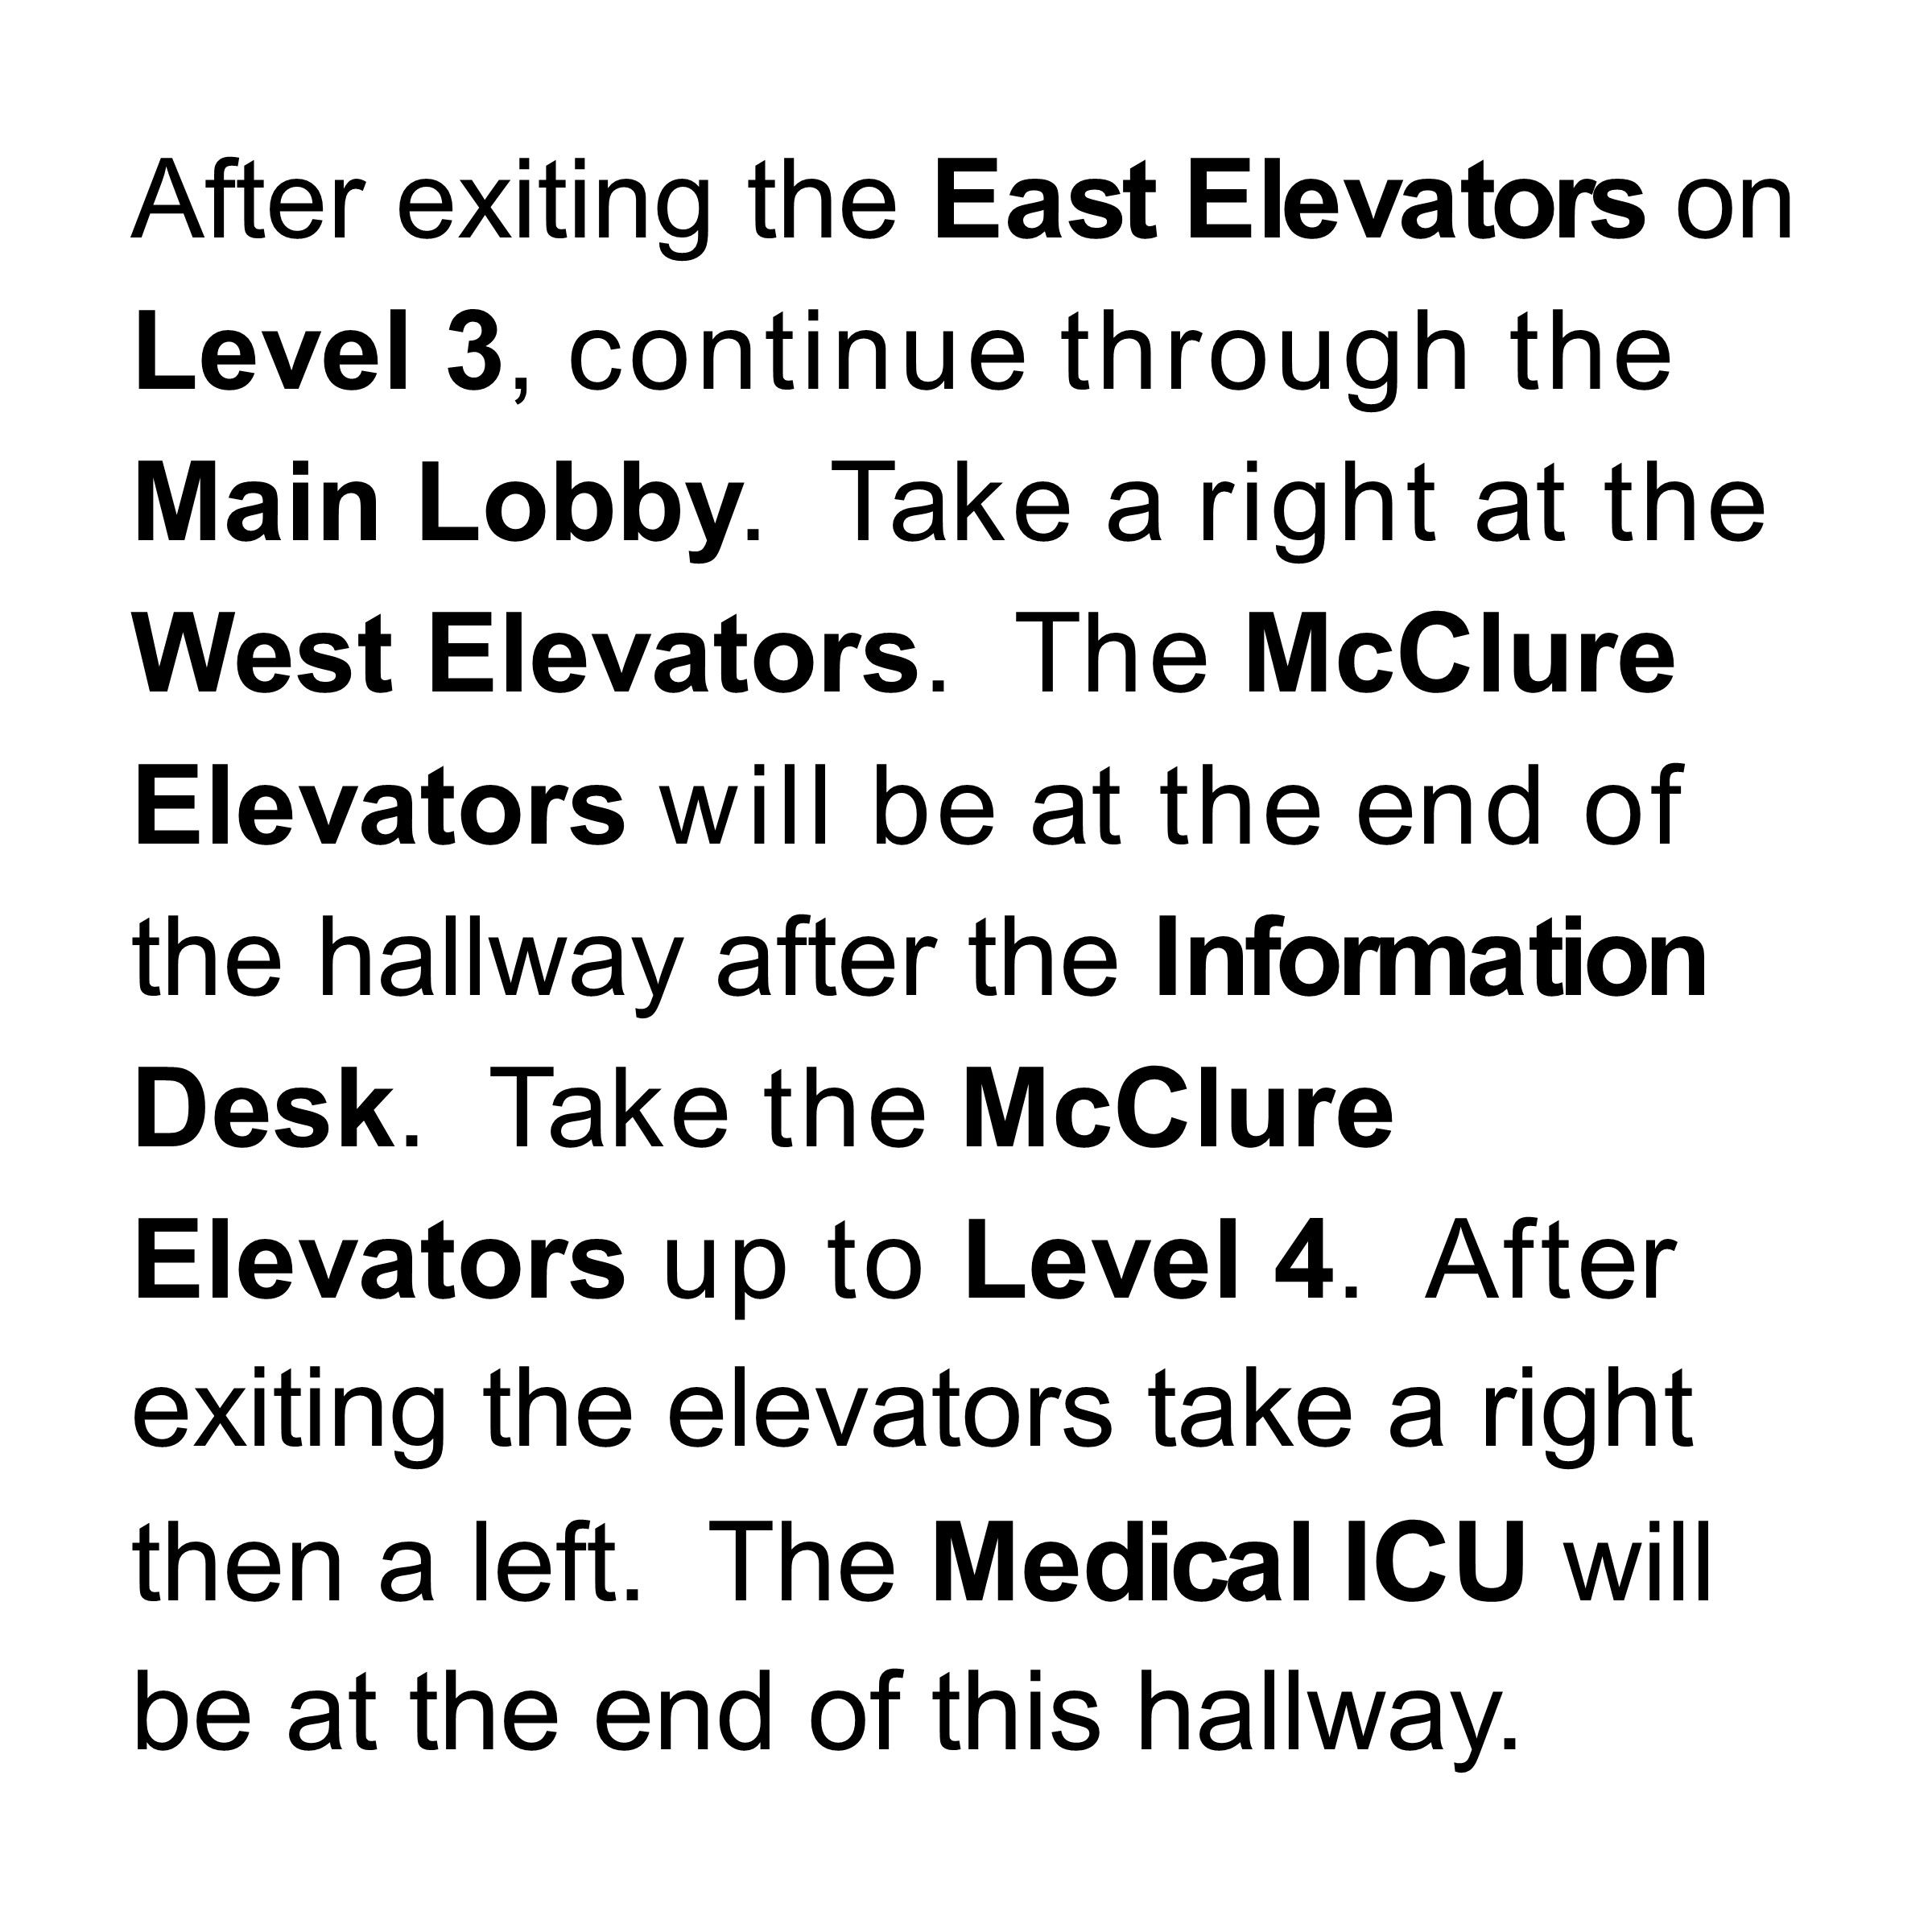 After exiting the East Elevators on
Level 3, continue through the
Main Lobby.  Take a right at the
West Elevators.  The McClure
Elevators will be at the end of
the hallway after the Information
Desk.  Take the McClure
Elevators up to Level 4.  After
exiting the elevators take a right
then a left.  The Medical ICU will
be at the end of this hallway.